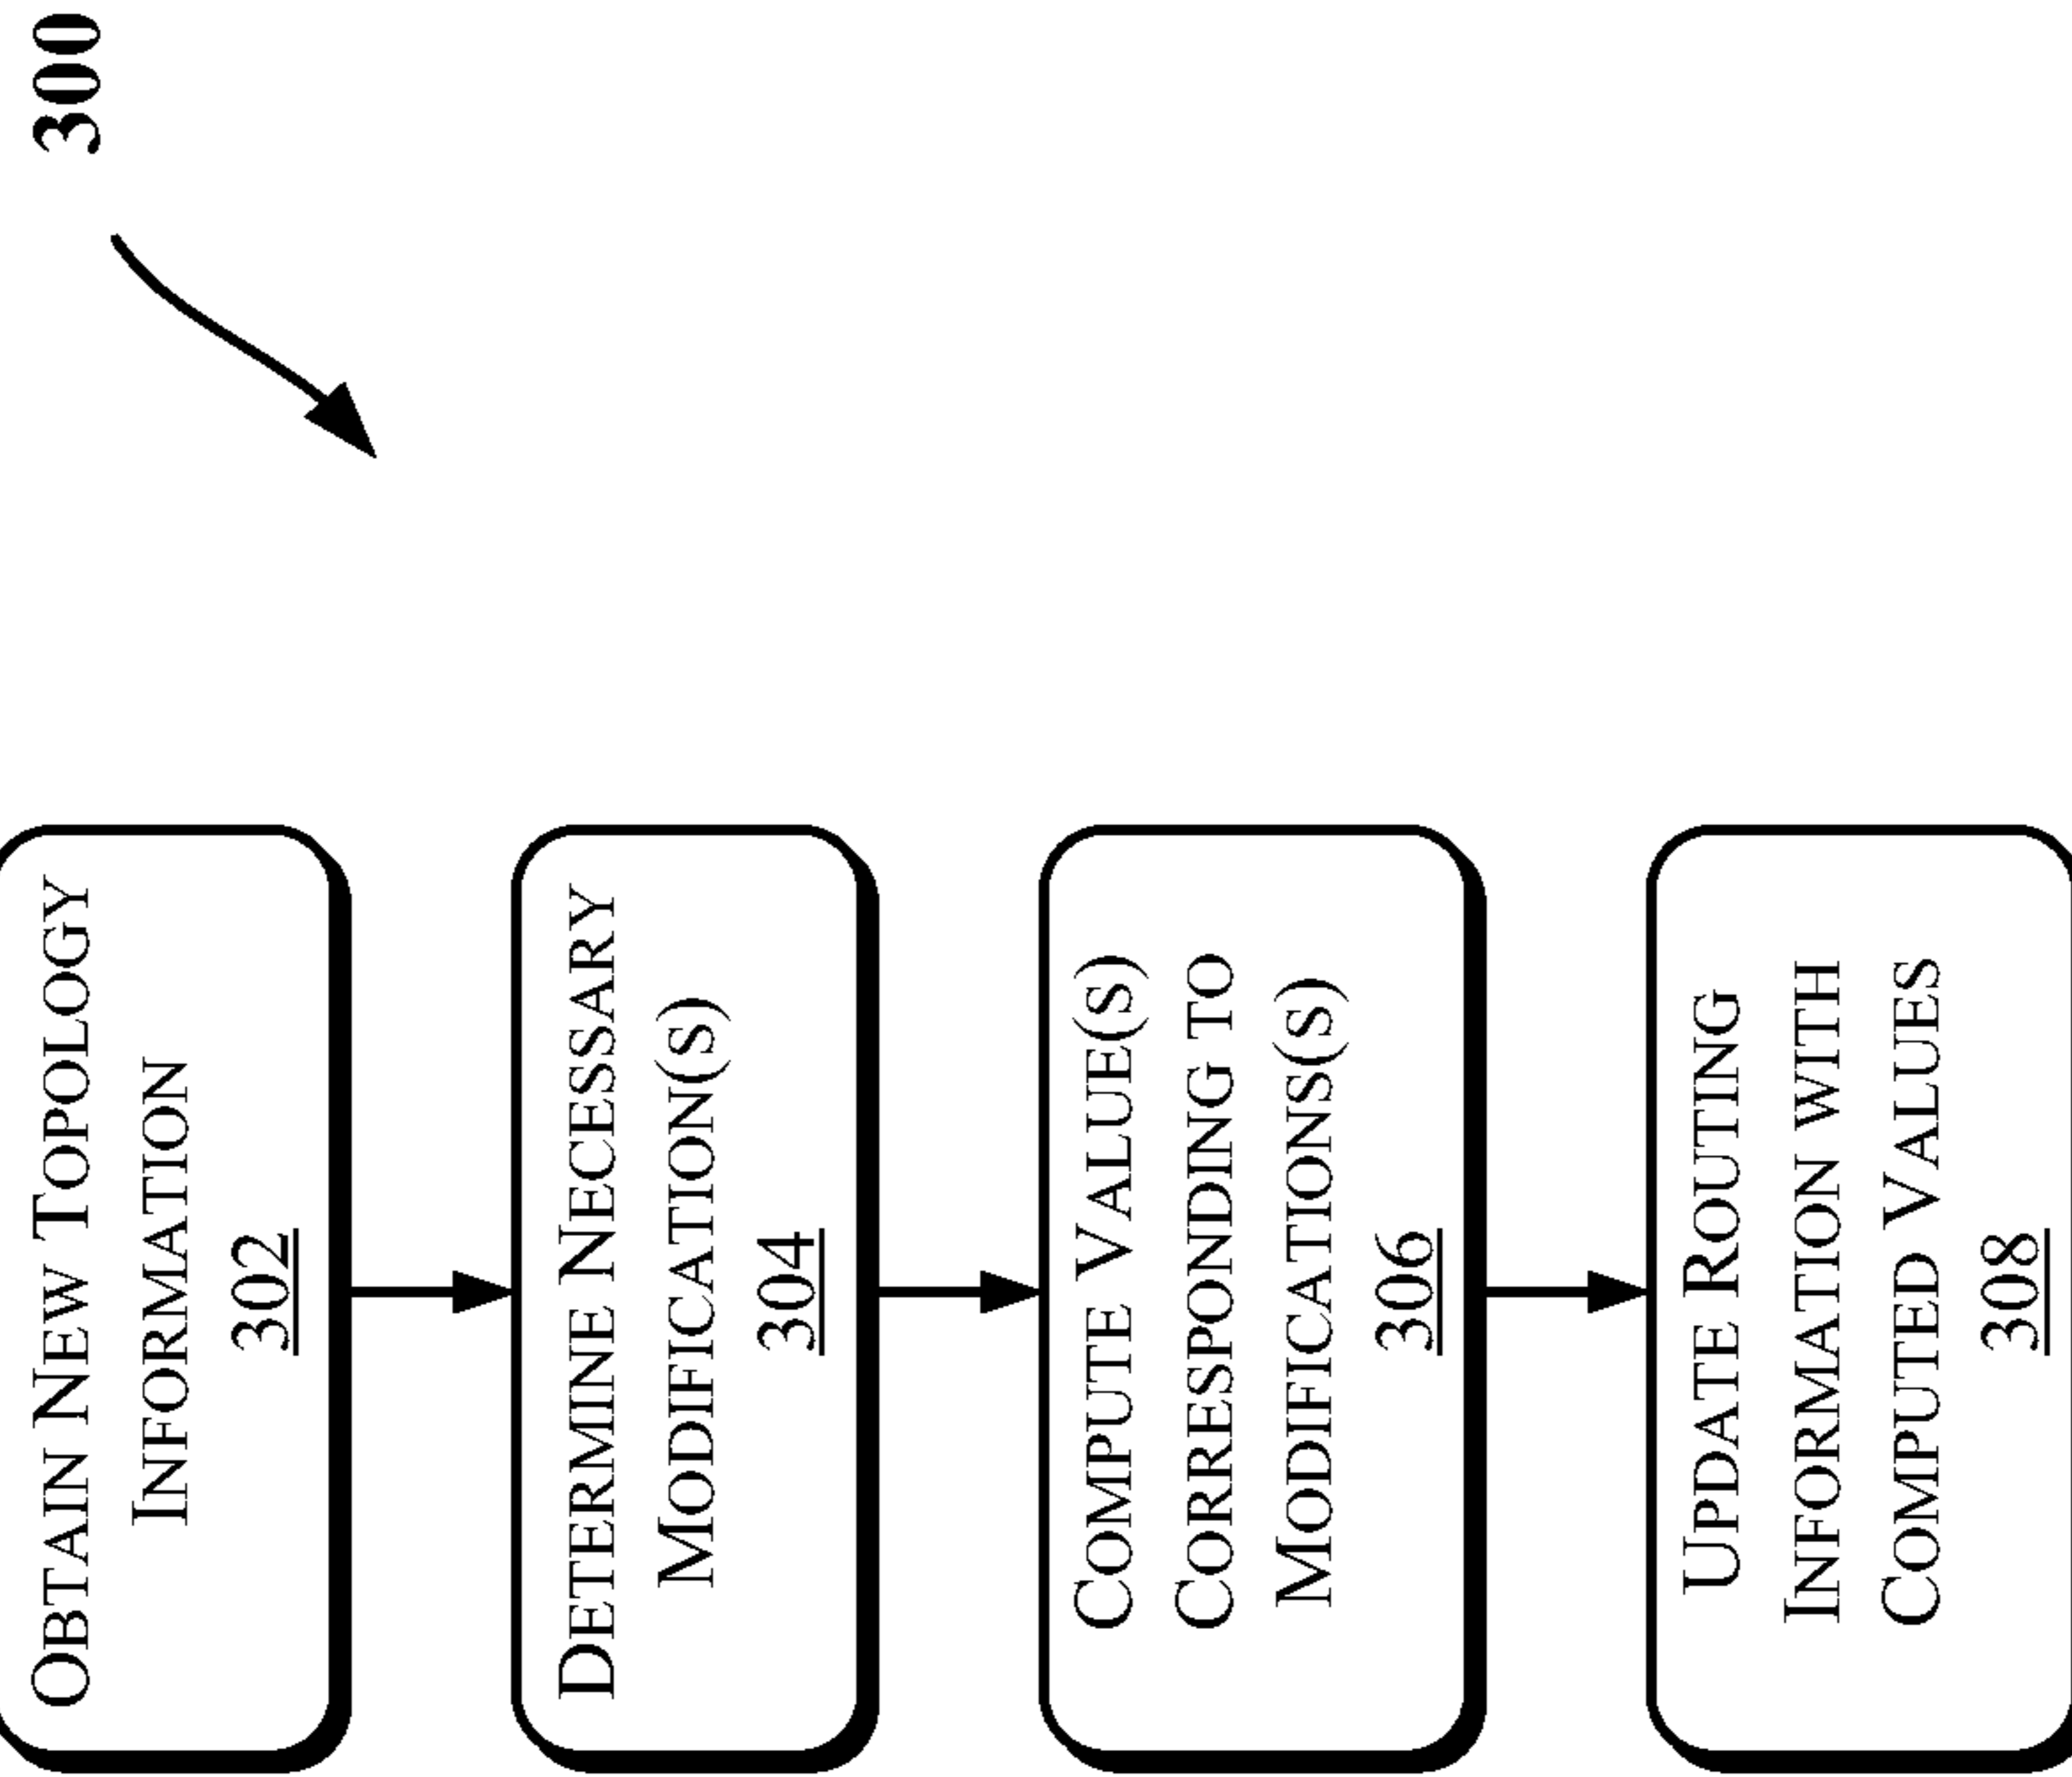 300
Obtain New Topology
Information
302
Determine Necessary
Modification(s)
304
Compute Value(s)
Corresponding to
Modifications(s)
306
Update Routing
Information with
Computed Values
308